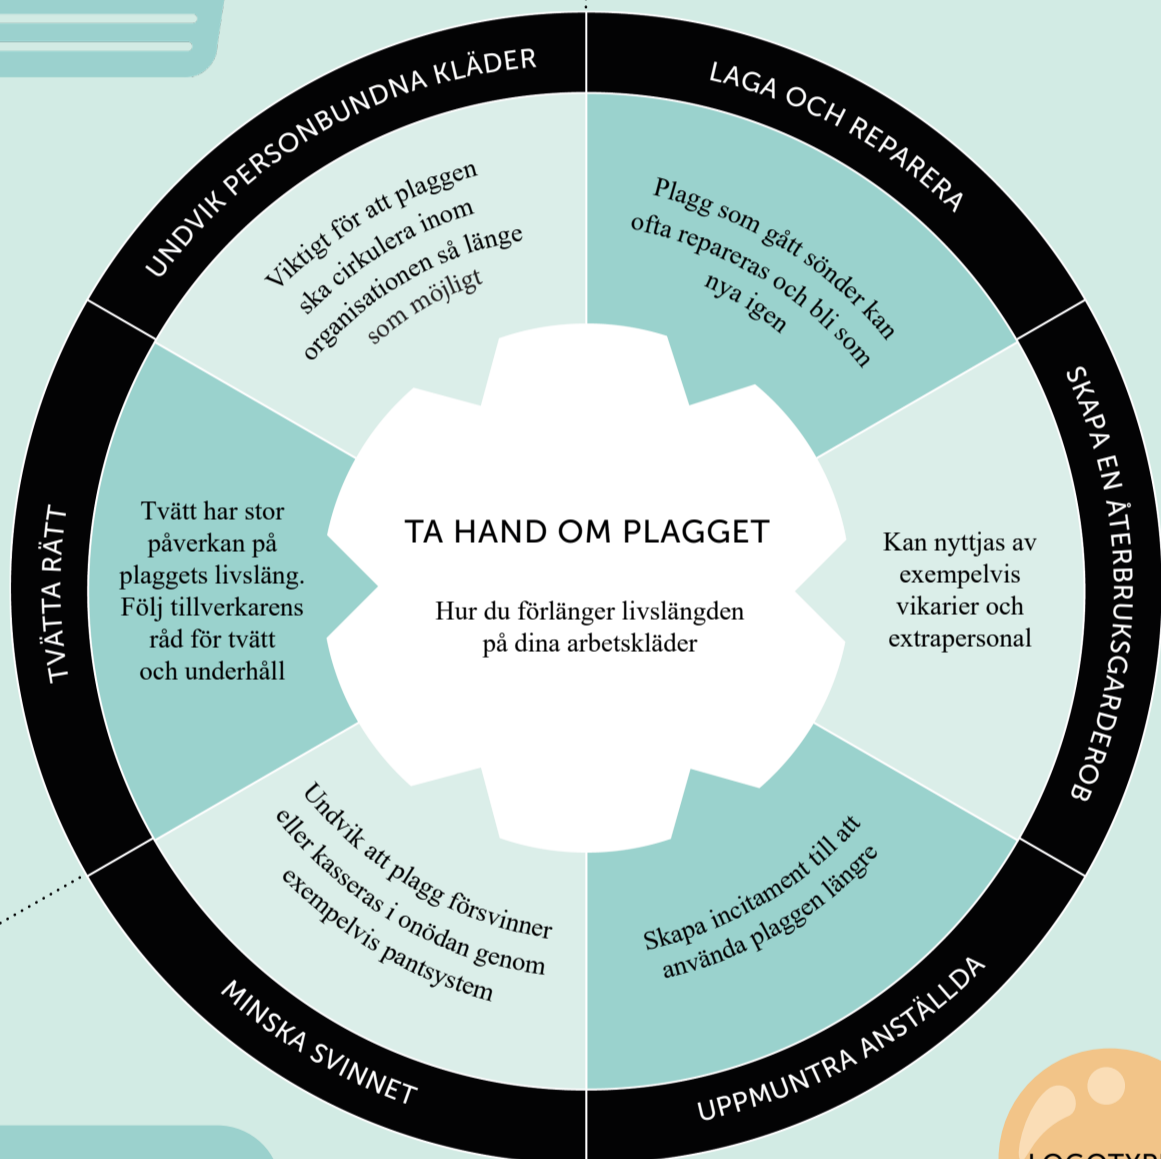 TA HAND OM PLAGGET
Hur du förlänger livslängden
på dina arbetskläder
LAGA OCH REPARERA
Plagg som gått sönder kan
ofta repareras och bli som
nya igen
SKAPA EN ÅTERBRUKSGARDEROB
Kan nyttjas av
exempelvis
vikarier och
extrapersonal
UPPMUNTRA ANSTÄLLDA
Skapa incitament till att
använda plaggen längre
MINSKA SVINNET
Undvik att plagg försvinner
eller kasseras i onödan genom
exempelvis pantsystem
TVÄTTA RÄTT
Tvätt har stor
påverkan på
plaggets livsläng.
Följ tillverkarens
råd för tvätt
och underhåll
UNDVIK PERSONBUNDNA KLÄDER
Viktigt för att plaggen
ska cirkulera inom
organisationen så länge
som möjligt